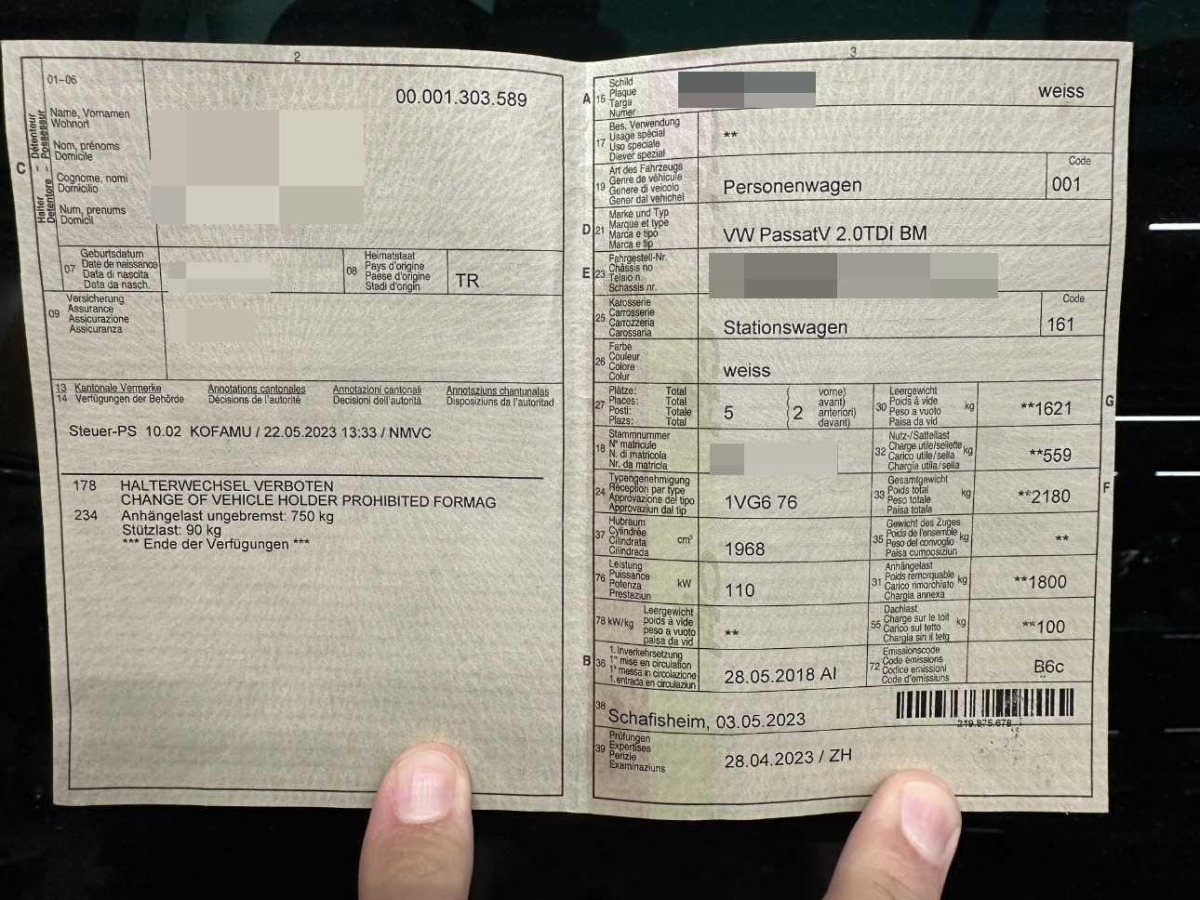 2
01-06
00.001.303.589
C
Halter - Détenteur
Detentore - Possessur
Name, Vornamen
Wohnort
Nom, prénoms
Domicile
Cognome, nomi
Domicilio
Num, prenums
Domicil
07
Geburtsdatum
Date de naissance
Data di nascita
Data da nasch.
08
Heimatstaat
Pays d'origine
Paese d'origine
Stadi d'origin
TR
09
Versicherung
Assurance
Assicurazione
Assicuranza
13 Kantonale Vermerke Annotations cantonales Annotazioni cantonali Annotaziuns chantunalas
14 Verfügungen der Behörde Décisions de l'autorité Decisioni dell'autorità Disposiziuns da l'autoritad
Steuer-PS 10.02 KOFAMU / 22.05.2023 13:33 / NMVC
178 HALTERWECHSEL VERBOTEN
CHANGE OF VEHICLE HOLDER PROHIBITED FORMAG
234 Anhängelast ungebremst: 750 kg
Stützlast: 90 kg
*** Ende der Verfügungen ***
3
A 15
Schild
Plaque
Targa
Numer
weiss
17
Bes. Verwendung
Usage spécial
Uso speciale
Diever spezial
**
19
Art des Fahrzeugs
Genre de véhicule
Genere di veicolo
Gener dal vehichel
Personenwagen
Code
001
D 21
Marke und Typ
Marque et type
Marca e tipo
Marca e tip
VW PassatV 2.0TDI BM
E 23
Fahrgestell-Nr.
Châssis no
Telaio n.
Schassis nr.
25
Karosserie
Carrosserie
Carrozzeria
Carossaria
Stationswagen
Code
161
26
Farbe
Couleur
Colore
Colur
weiss
27
Plätze: Total
Places: Total
Posti: Totale
Plazs: Total
5
2
vorne)
avant)
anteriori)
davant)
30
Leergewicht
Poids à vide
Peso a vuoto
Paisa da vid
kg
**1621
G
18
Stammnummer
N° matricule
N. di matricola
Nr. da matricla
32
Nutz-/Sattellast
Charge utile/sellette
Carico utile/sella
Chargia utila/sella
kg
**559
24
Typengenehmigung
Réception par type
Approvazione del tipo
Approvaziun dal tip
1VG6 76
33
Gesamtgewicht
Poids total
Peso totale
Paisa totala
kg
**2180
F
37
Hubraum
Cylindrée
Cilindrata
Cilindrada
cm³
1968
35
Gewicht des Zuges
Poids de l'ensemble
Peso del convoglio
Paisa cumposiziun
kg
**
76
Leistung
Puissance
Potenza
Prestaziun
kW
110
31
Anhängelast
Poids remorquable
Carico rimorchiato
Chargia annexa
kg
**1800
78 kW/kg
Leergewicht
poids à vide
peso a vuoto
paisa da vid
**
55
Dachlast
Charge sur le toit
Carico sul tetto
Chargia sin il tetg
kg
**100
B 36
1. Inverkehrsetzung
1re mise en circulation
1a messa in circolazione
1. entrada en circulaziun
28.05.2018 AI
72
Emissionscode
Code émissions
Codice emissioni
Code d'emissiuns
B6c
38
Schafisheim, 03.05.2023
219.875.678
39
Prüfungen
Expertises
Perizie
Examinaziuns
28.04.2023 / ZH